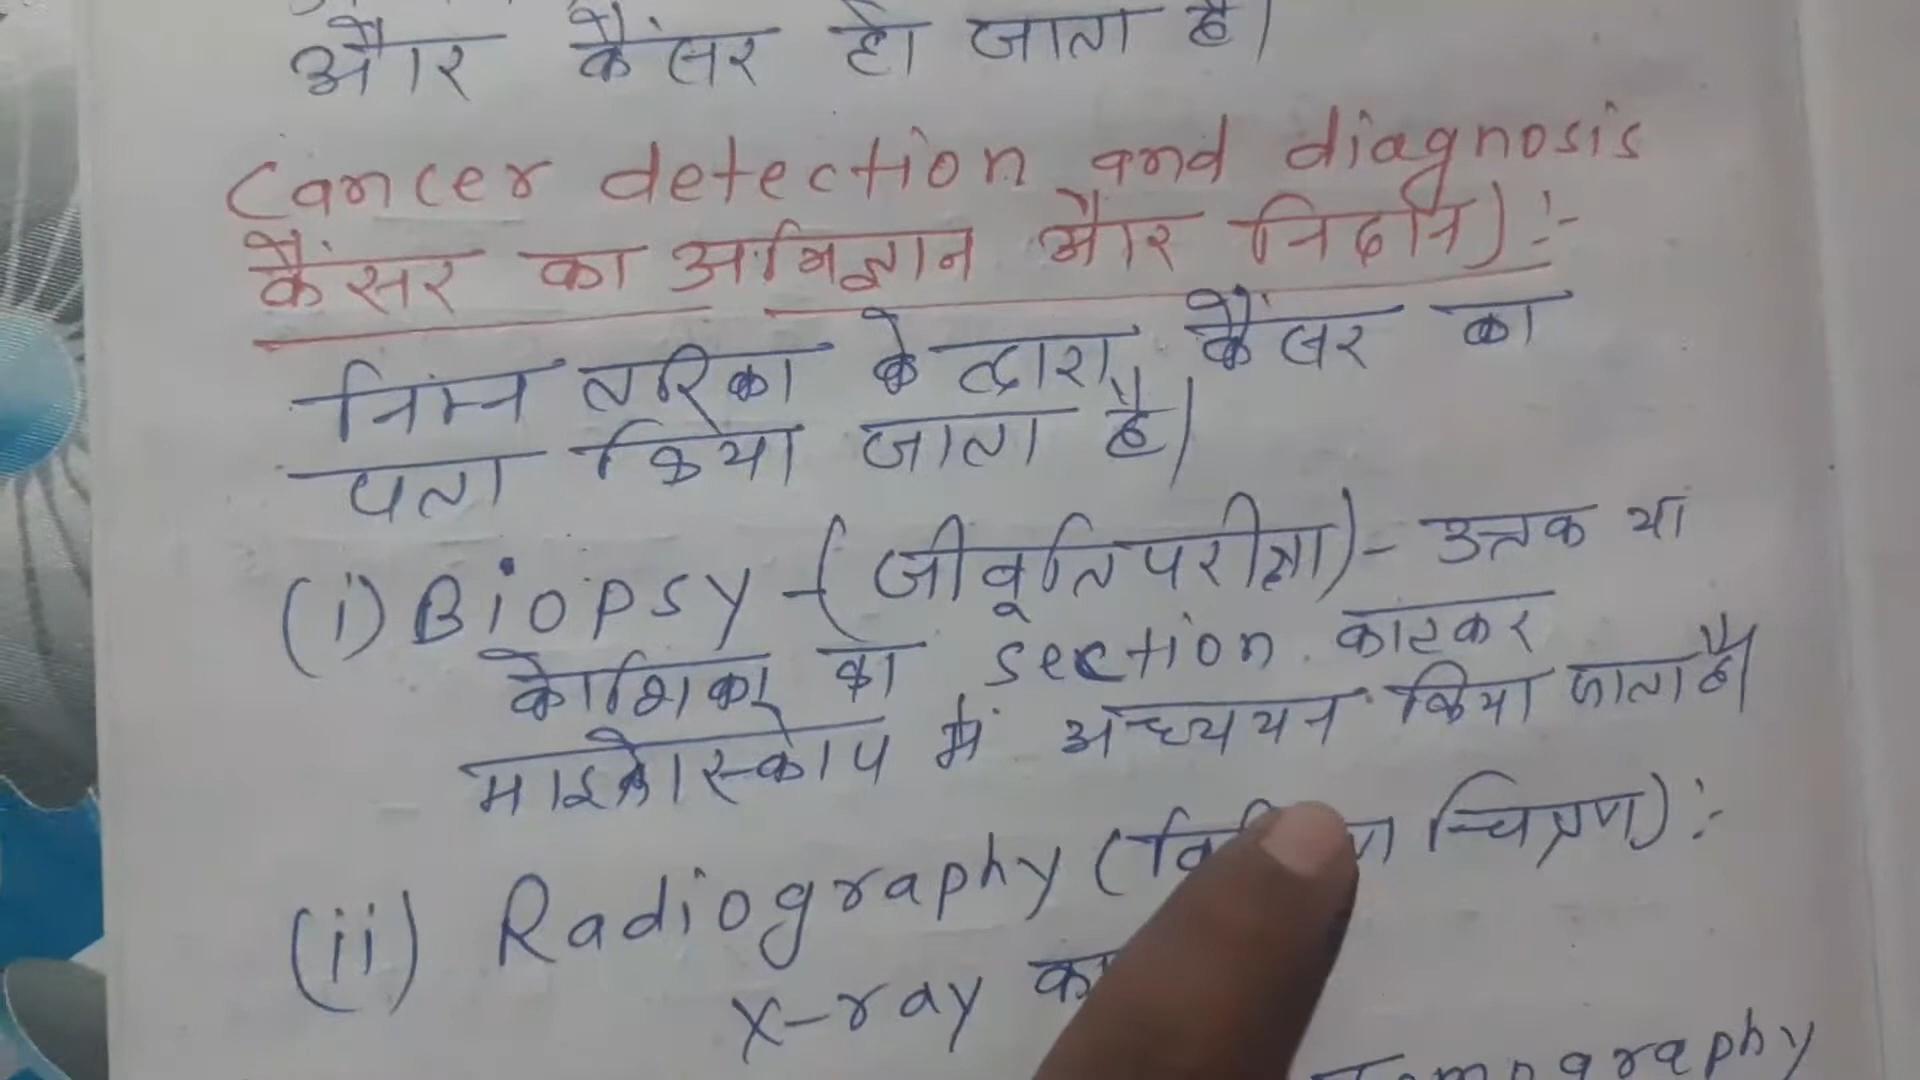 और कैंसर हो जाता है।
Cancer detection and diagnosis
कैंसर का अभिज्ञान और निदान) :-
निम्न तरिका के द्वारा कैंसर का
पता किया जाता है।
(i) Biopsy - (जीवूतिपरीक्षा) - उत्तक या
कोशिका का section काटकर
माइक्रोस्कोप में अध्ययन किया जाता है।
(ii) Radiography ( चित्रण) :-
X-ray